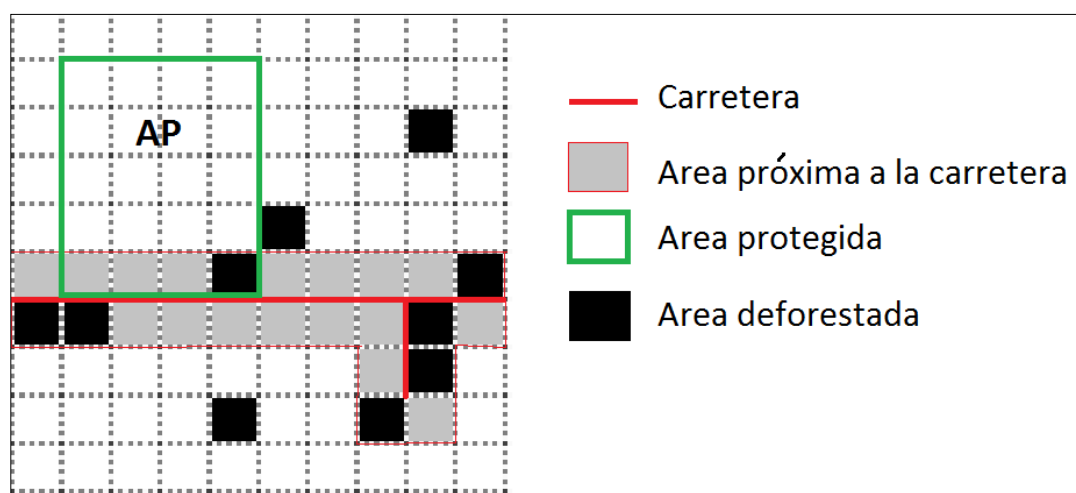 AP
Carretera
Area próxima a la carretera
Area protegida
Area deforestada